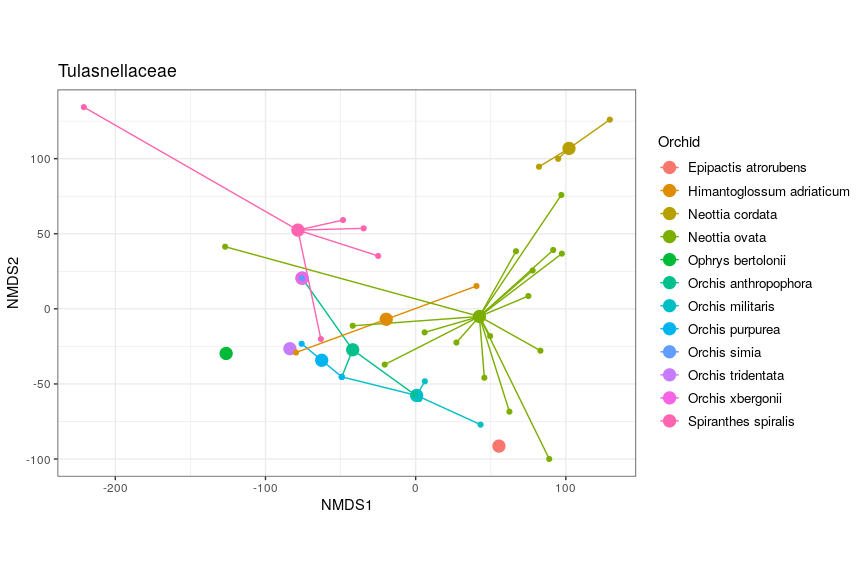 Tulasnellaceae
NMDS2
100
50
0
-50
-100
-200
-100
0
100
NMDS1
Orchid
Epipactis atrorubens
Himantoglossum adriaticum
Neottia cordata
Neottia ovata
Ophrys bertolonii
Orchis anthropophora
Orchis militaris
Orchis purpurea
Orchis simia
Orchis tridentata
Orchis xbergonii
Spiranthes spiralis